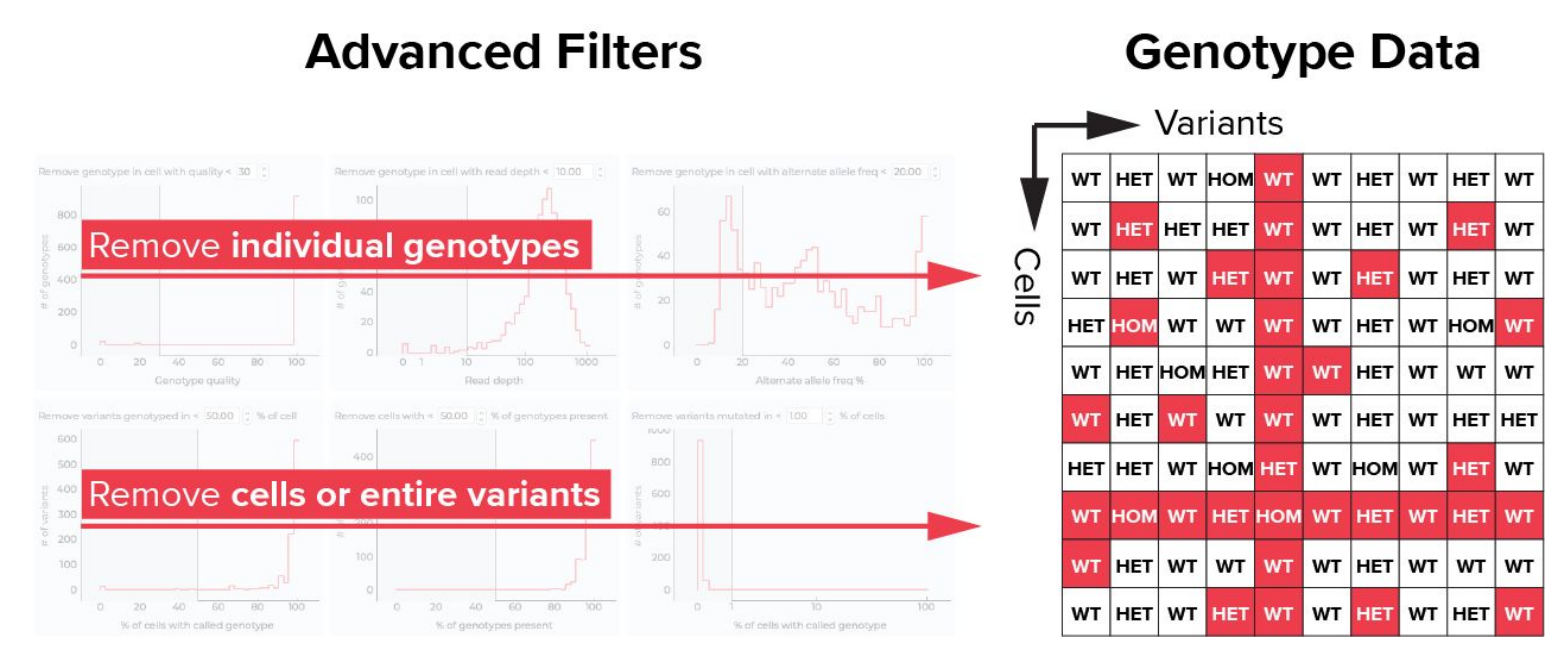 Advanced Filters
Genotype Data
Variants
Cells
Remove genotype in cell with quality < 30
Remove genotype in cell with read depth < 10.00
Remove genotype in cell with alternate allele freq < 20.00
800
600
400
200
0
# of genotypes
0 20 40 60 80 100
Genotype quality
100
40
20
0
0 1 10 100 1000
Read depth
60
40
20
0
# of genotypes
0 20 40 60 80 100
Alternate allele freq %
Remove individual genotypes
Remove variants genotyped in < 50.00 % of cell
Remove cells with < 50.00 % of genotypes present
Remove variants mutated in < 1.00 % of cells
600
500
400
300
200
100
0
# of variants
0 20 40 60 80 100
% of cells with called genotype
400
200
100
0
0 20 40 60 80 100
% of genotypes present
1000
800
600
200
0
# of variants
0 1 10 100
% of cells with called genotype
Remove cells or entire variants
WT HET WT HOM WT WT HET WT HET WT
WT HET HET HET WT WT HET WT HET WT
WT HET WT HET WT WT HET WT HET WT
HET HOM WT WT WT WT HET WT HOM WT
WT HET HOM HET WT WT HET WT WT WT
WT HET WT WT WT WT HET WT HET HET
HET HET WT HOM HET WT HOM WT HET WT
WT HOM WT HET HOM WT HET WT HET WT
WT HET WT WT WT WT HET WT WT WT
WT HET WT HET WT WT HET WT HET WT